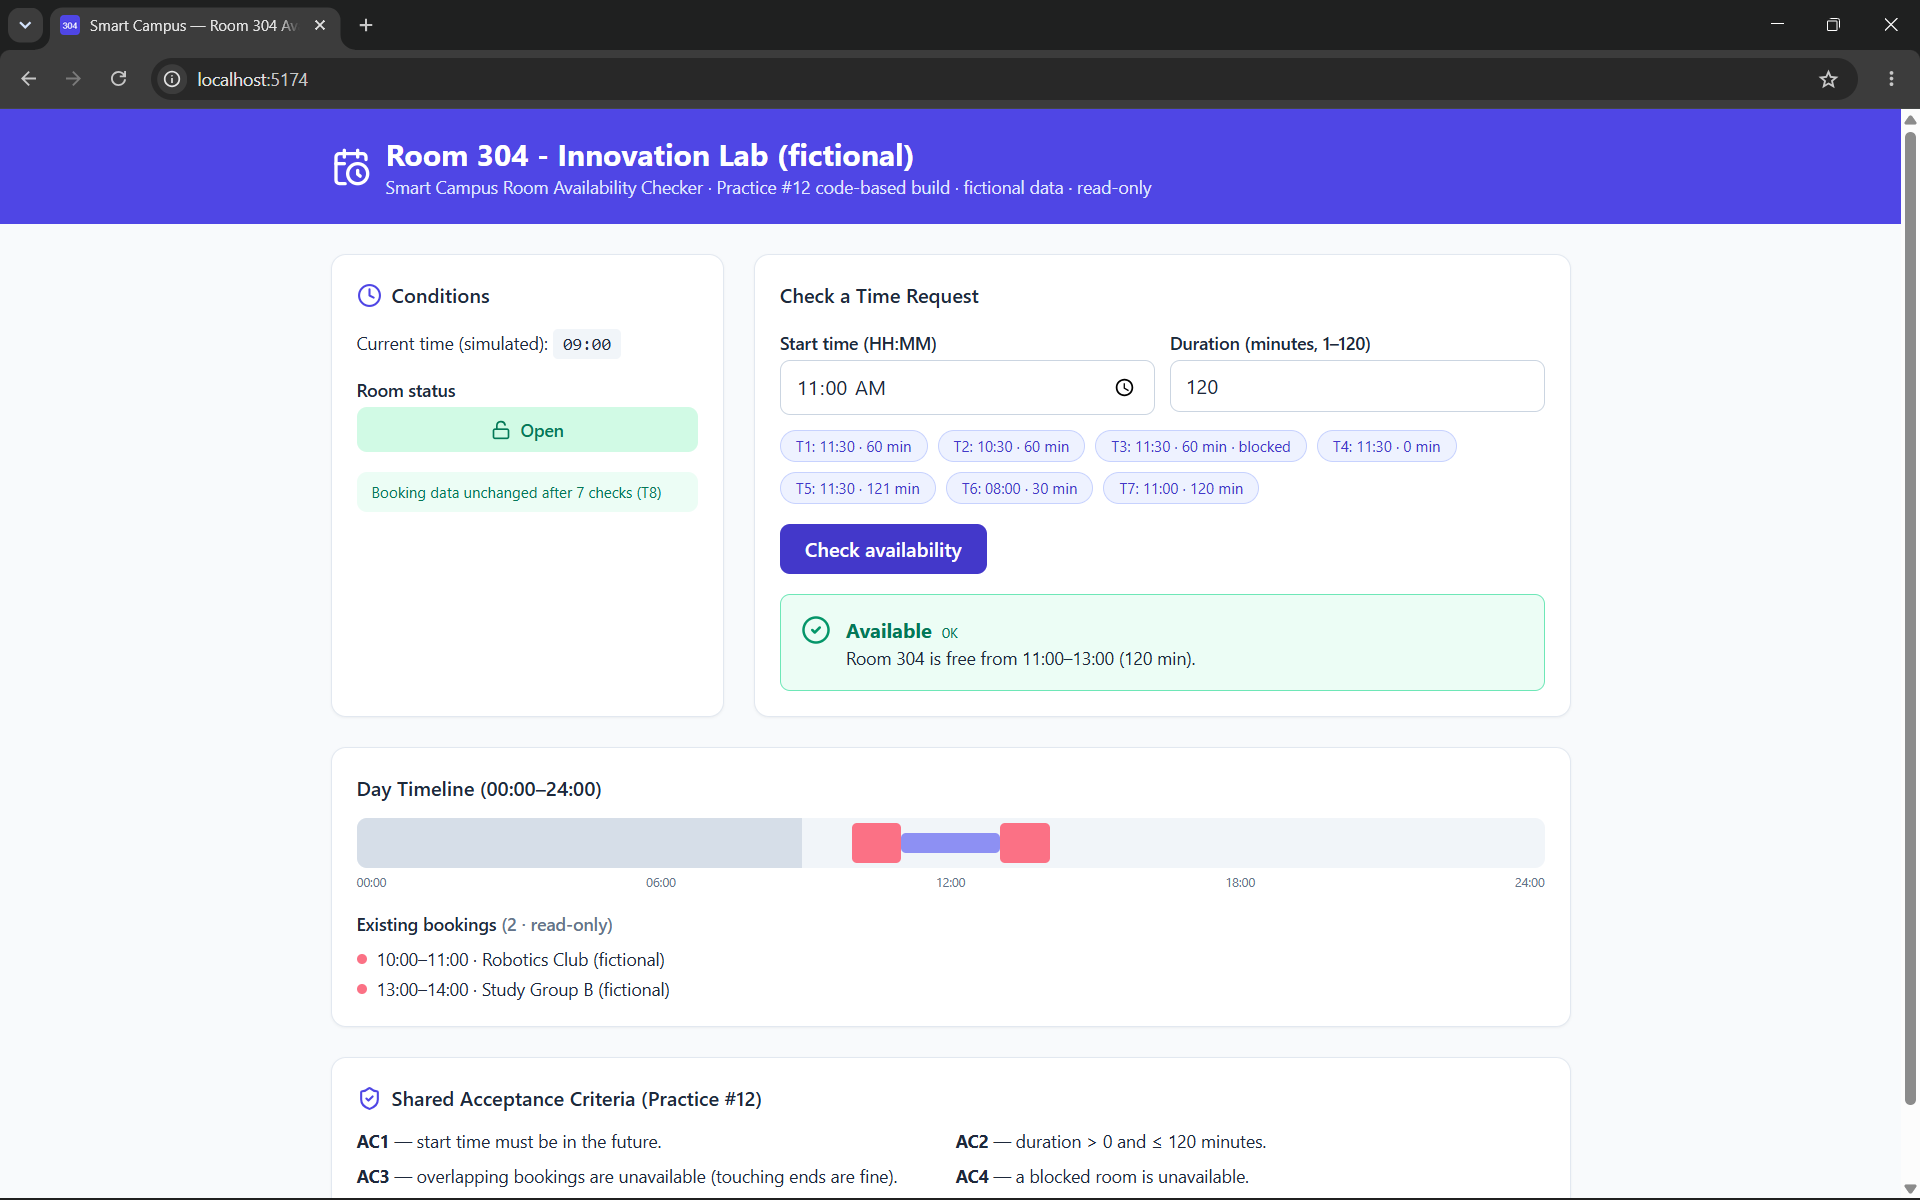 304 Smart Campus — Room 304 Av
localhost:5174
Room 304 - Innovation Lab (fictional)
Smart Campus Room Availability Checker · Practice #12 code-based build · fictional data · read-only
Conditions
Current time (simulated): 09:00
Room status
Open
Booking data unchanged after 7 checks (T8)
Check a Time Request
Start time (HH:MM)
Duration (minutes, 1–120)
11:00 AM
120
T1: 11:30 · 60 min
T2: 10:30 · 60 min
T3: 11:30 · 60 min · blocked
T4: 11:30 · 0 min
T5: 11:30 · 121 min
T6: 08:00 · 30 min
T7: 11:00 · 120 min
Check availability
Available OK
Room 304 is free from 11:00–13:00 (120 min).
Day Timeline (00:00–24:00)
00:00 06:00 12:00 18:00 24:00
Existing bookings (2 · read-only)
10:00–11:00 · Robotics Club (fictional)
13:00–14:00 · Study Group B (fictional)
Shared Acceptance Criteria (Practice #12)
AC1 — start time must be in the future.
AC2 — duration > 0 and ≤ 120 minutes.
AC3 — overlapping bookings are unavailable (touching ends are fine).
AC4 — a blocked room is unavailable.